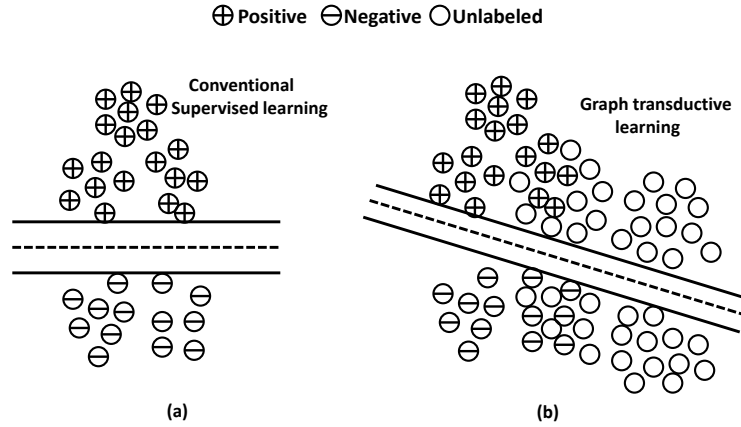 Positive Negative Unlabeled
Conventional
Supervised learning
Graph transductive
learning
(a)
(b)